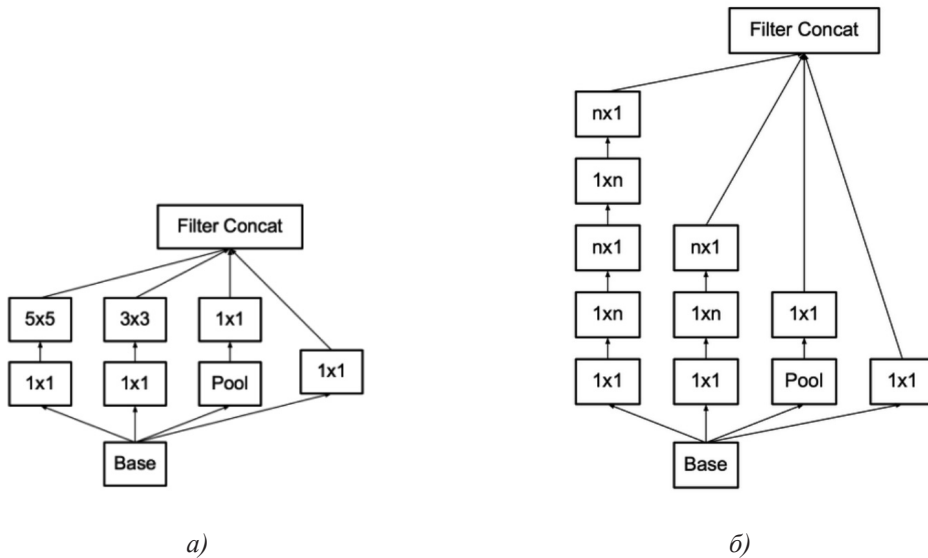 Filter Concat
5x5
3x3
1x1
1x1
1x1
Pool
1x1
Base
а)
Filter Concat
nx1
1xn
nx1
nx1
1xn
1xn
1x1
1x1
1x1
Pool
1x1
Base
б)